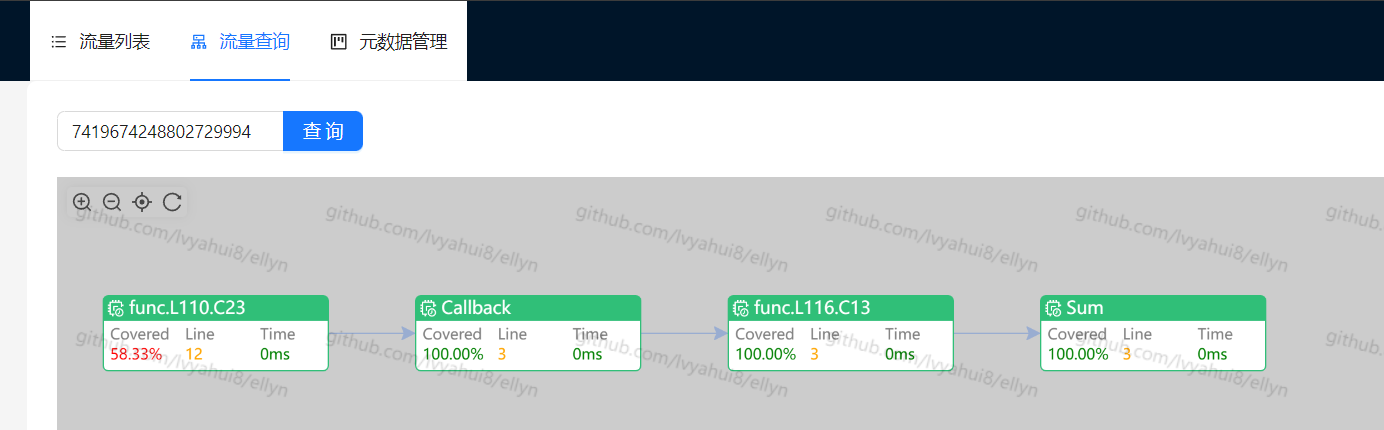 流量列表 流量查询 元数据管理
7419674248802729994 查 询
github.com/lvyahui8/ellyn github.com/lvyahui8/ellyn github.com/lvyahui8/ellyn github.com/lvyahui8/ellyn github.com/lvyahui8/ellyn
func.L110.C23 Callback func.L116.C13 Sum
Covered Line Time Covered Line Time Covered Line Time Covered Line Time
58.33% 12 0ms 100.00% 3 0ms 100.00% 3 0ms 100.00% 3 0ms
github.com/lvyahui8/ellyn github.com/lvyahui8/ellyn github.com/lvyahui8/ellyn github.com/lvyahui8/ellyn